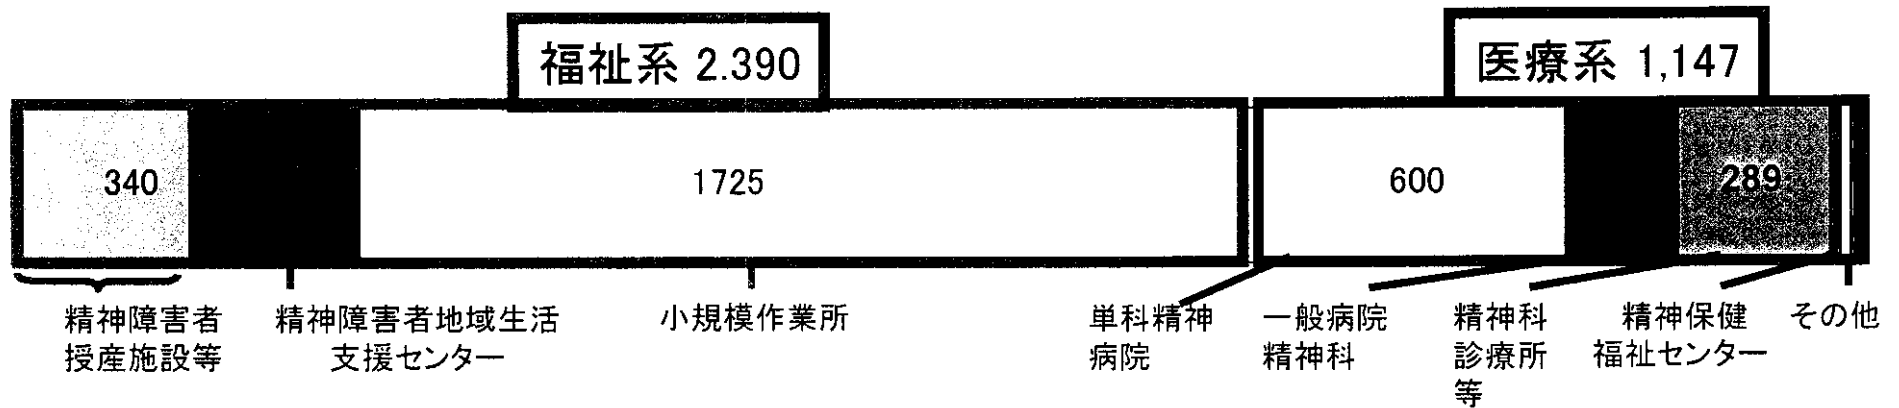 福祉系 2.390
医療系 1,147
340
1725
600
289
精神障害者
授産施設等
精神障害者地域生活
支援センター
小規模作業所
単科精神
病院
一般病院
精神科
精神科
診療所
等
精神保健
福祉センター
その他